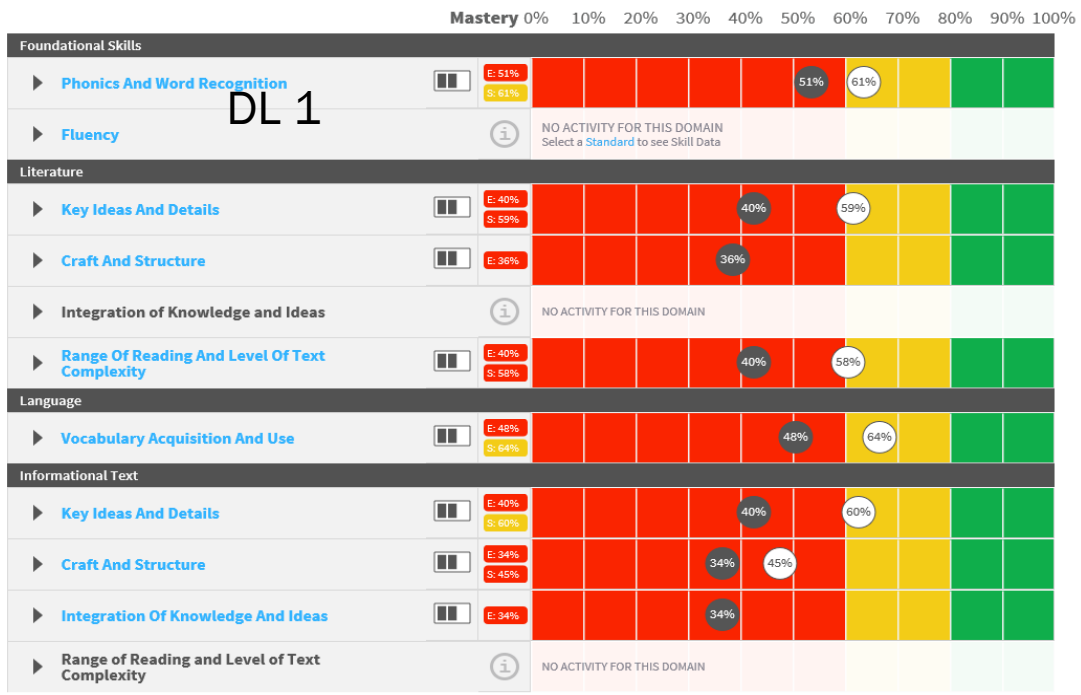 Mastery 0% 10% 20% 30% 40% 50% 60% 70% 80% 90% 100%
Foundational Skills
Phonics And Word Recognition
E: 51%
S: 61%
51% 61%
DL 1
Fluency
i
NO ACTIVITY FOR THIS DOMAIN
Select a Standard to see Skill Data
Literature
Key Ideas And Details
E: 40%
S: 59%
40% 59%
Craft And Structure
E: 36%
36%
Integration of Knowledge and Ideas
i
NO ACTIVITY FOR THIS DOMAIN
Range Of Reading And Level Of Text
Complexity
E: 40%
S: 58%
40% 58%
Language
Vocabulary Acquisition And Use
E: 48%
S: 64%
48% 64%
Informational Text
Key Ideas And Details
E: 40%
S: 60%
40% 60%
Craft And Structure
E: 34%
S: 45%
34% 45%
Integration Of Knowledge And Ideas
E: 34%
34%
Range of Reading and Level of Text
Complexity
i
NO ACTIVITY FOR THIS DOMAIN